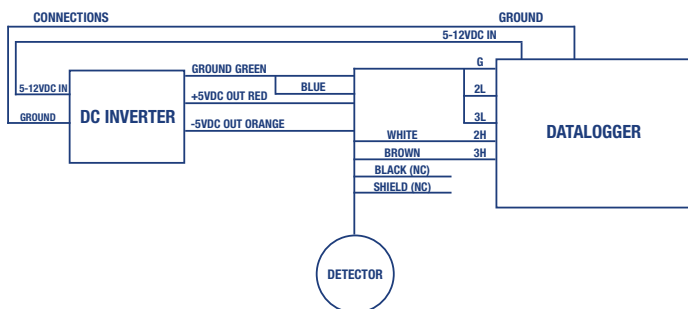 CONNECTIONS
GROUND
5-12VDC IN
GROUND GREEN
G
5-12VDC IN
BLUE
2L
+5VDC OUT RED
DC INVERTER
GROUND
3L
-5VDC OUT ORANGE
WHITE
2H
DATALOGGER
BROWN
3H
BLACK (NC)
SHIELD (NC)
DETECTOR